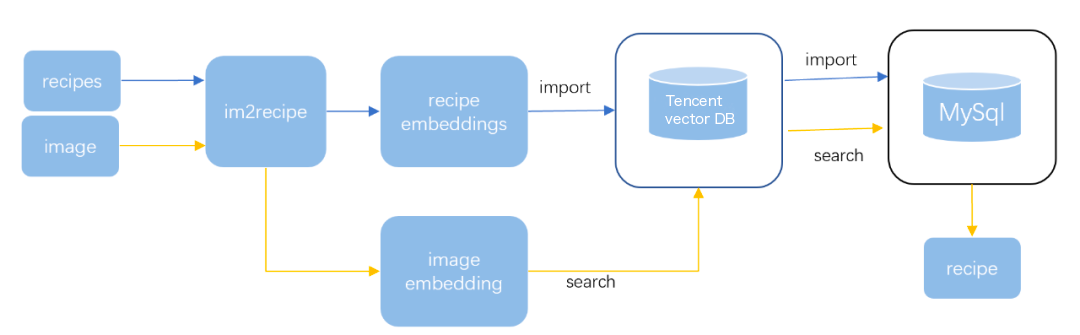 recipes
image
im2recipe
recipe
embeddings
import
Tencent
vector DB
import
search
MySql
image
embedding
search
recipe